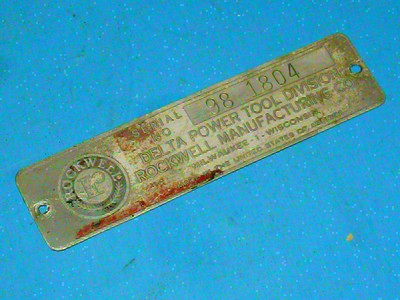 SERIAL
NO
98 1804
DELTA POWER TOOL DIVISION
ROCKWELL MANUFACTURING CO.
MILWAUKEE 1, WISCONSIN
THE UNITED STATES OF
ROCKWELL